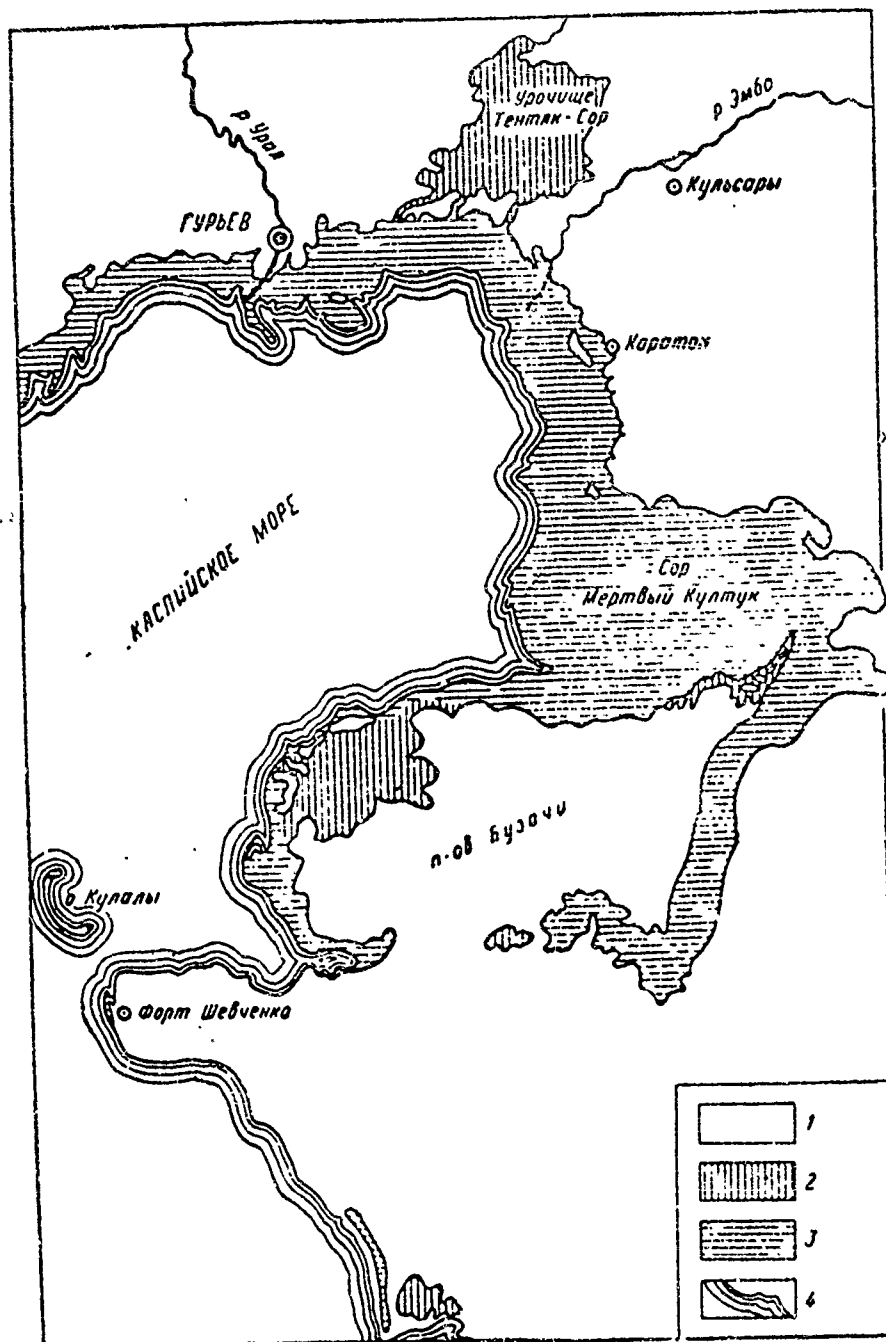 Урочище
Тентяк-Сор
р Урал
р Эмбо
Кульсары
ГУРЬЕВ
Каратон
КАСПИЙСКОЕ МОРЕ
Сор
Мертвый Култук
п-ов Бузачи
о Кулалы
Форт Шевченко
1
2
3
4